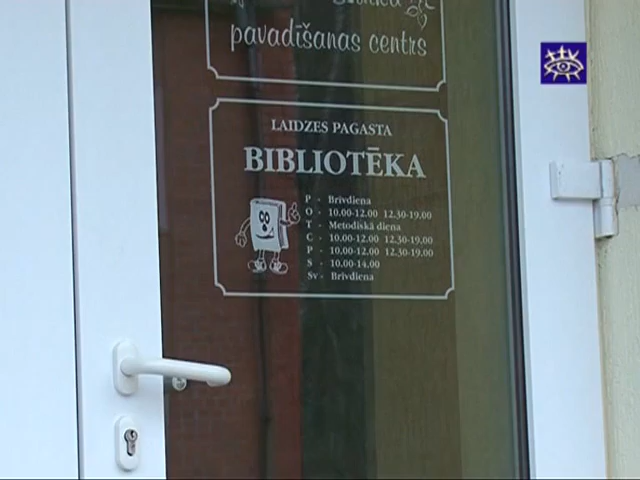 pavadīšanas centrs
LAIDZES PAGASTA
BIBLIOTĒKA
P - Brīvdiena
O - 10.00-12.00 12.30-19.00
T - Metodiskā diena
C - 10.00-12.00 12.30-19.00
P - 10.00-12.00 12.30-19.00
S - 10.00-14.00
Sv - Brīvdiena